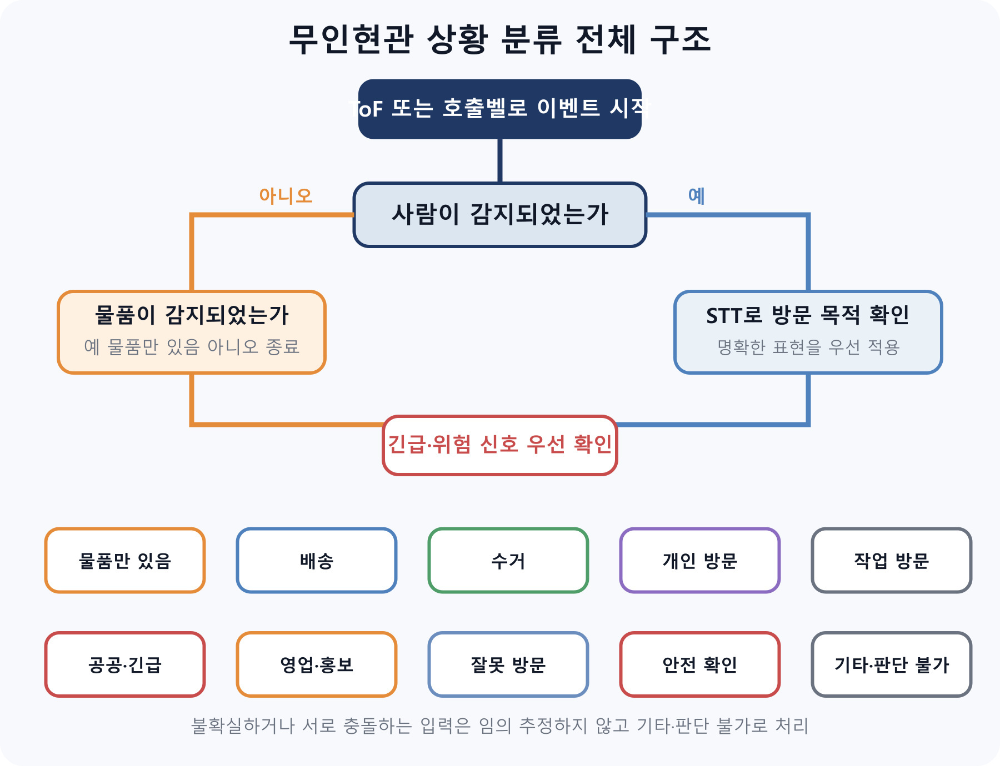 무인현관 상황 분류 전체 구조
ToF 또는 호출벨로 이벤트 시작
아니오
예
사람이 감지되었는가
물품이 감지되었는가
예 물품만 있음 아니오 종료
STT로 방문 목적 확인
명확한 표현을 우선 적용
긴급·위험 신호 우선 확인
물품만 있음
배송
수거
개인 방문
작업 방문
공공·긴급
영업·홍보
잘못 방문
안전 확인
기타·판단 불가
불확실하거나 서로 충돌하는 입력은 임의 추정하지 않고 기타·판단 불가로 처리